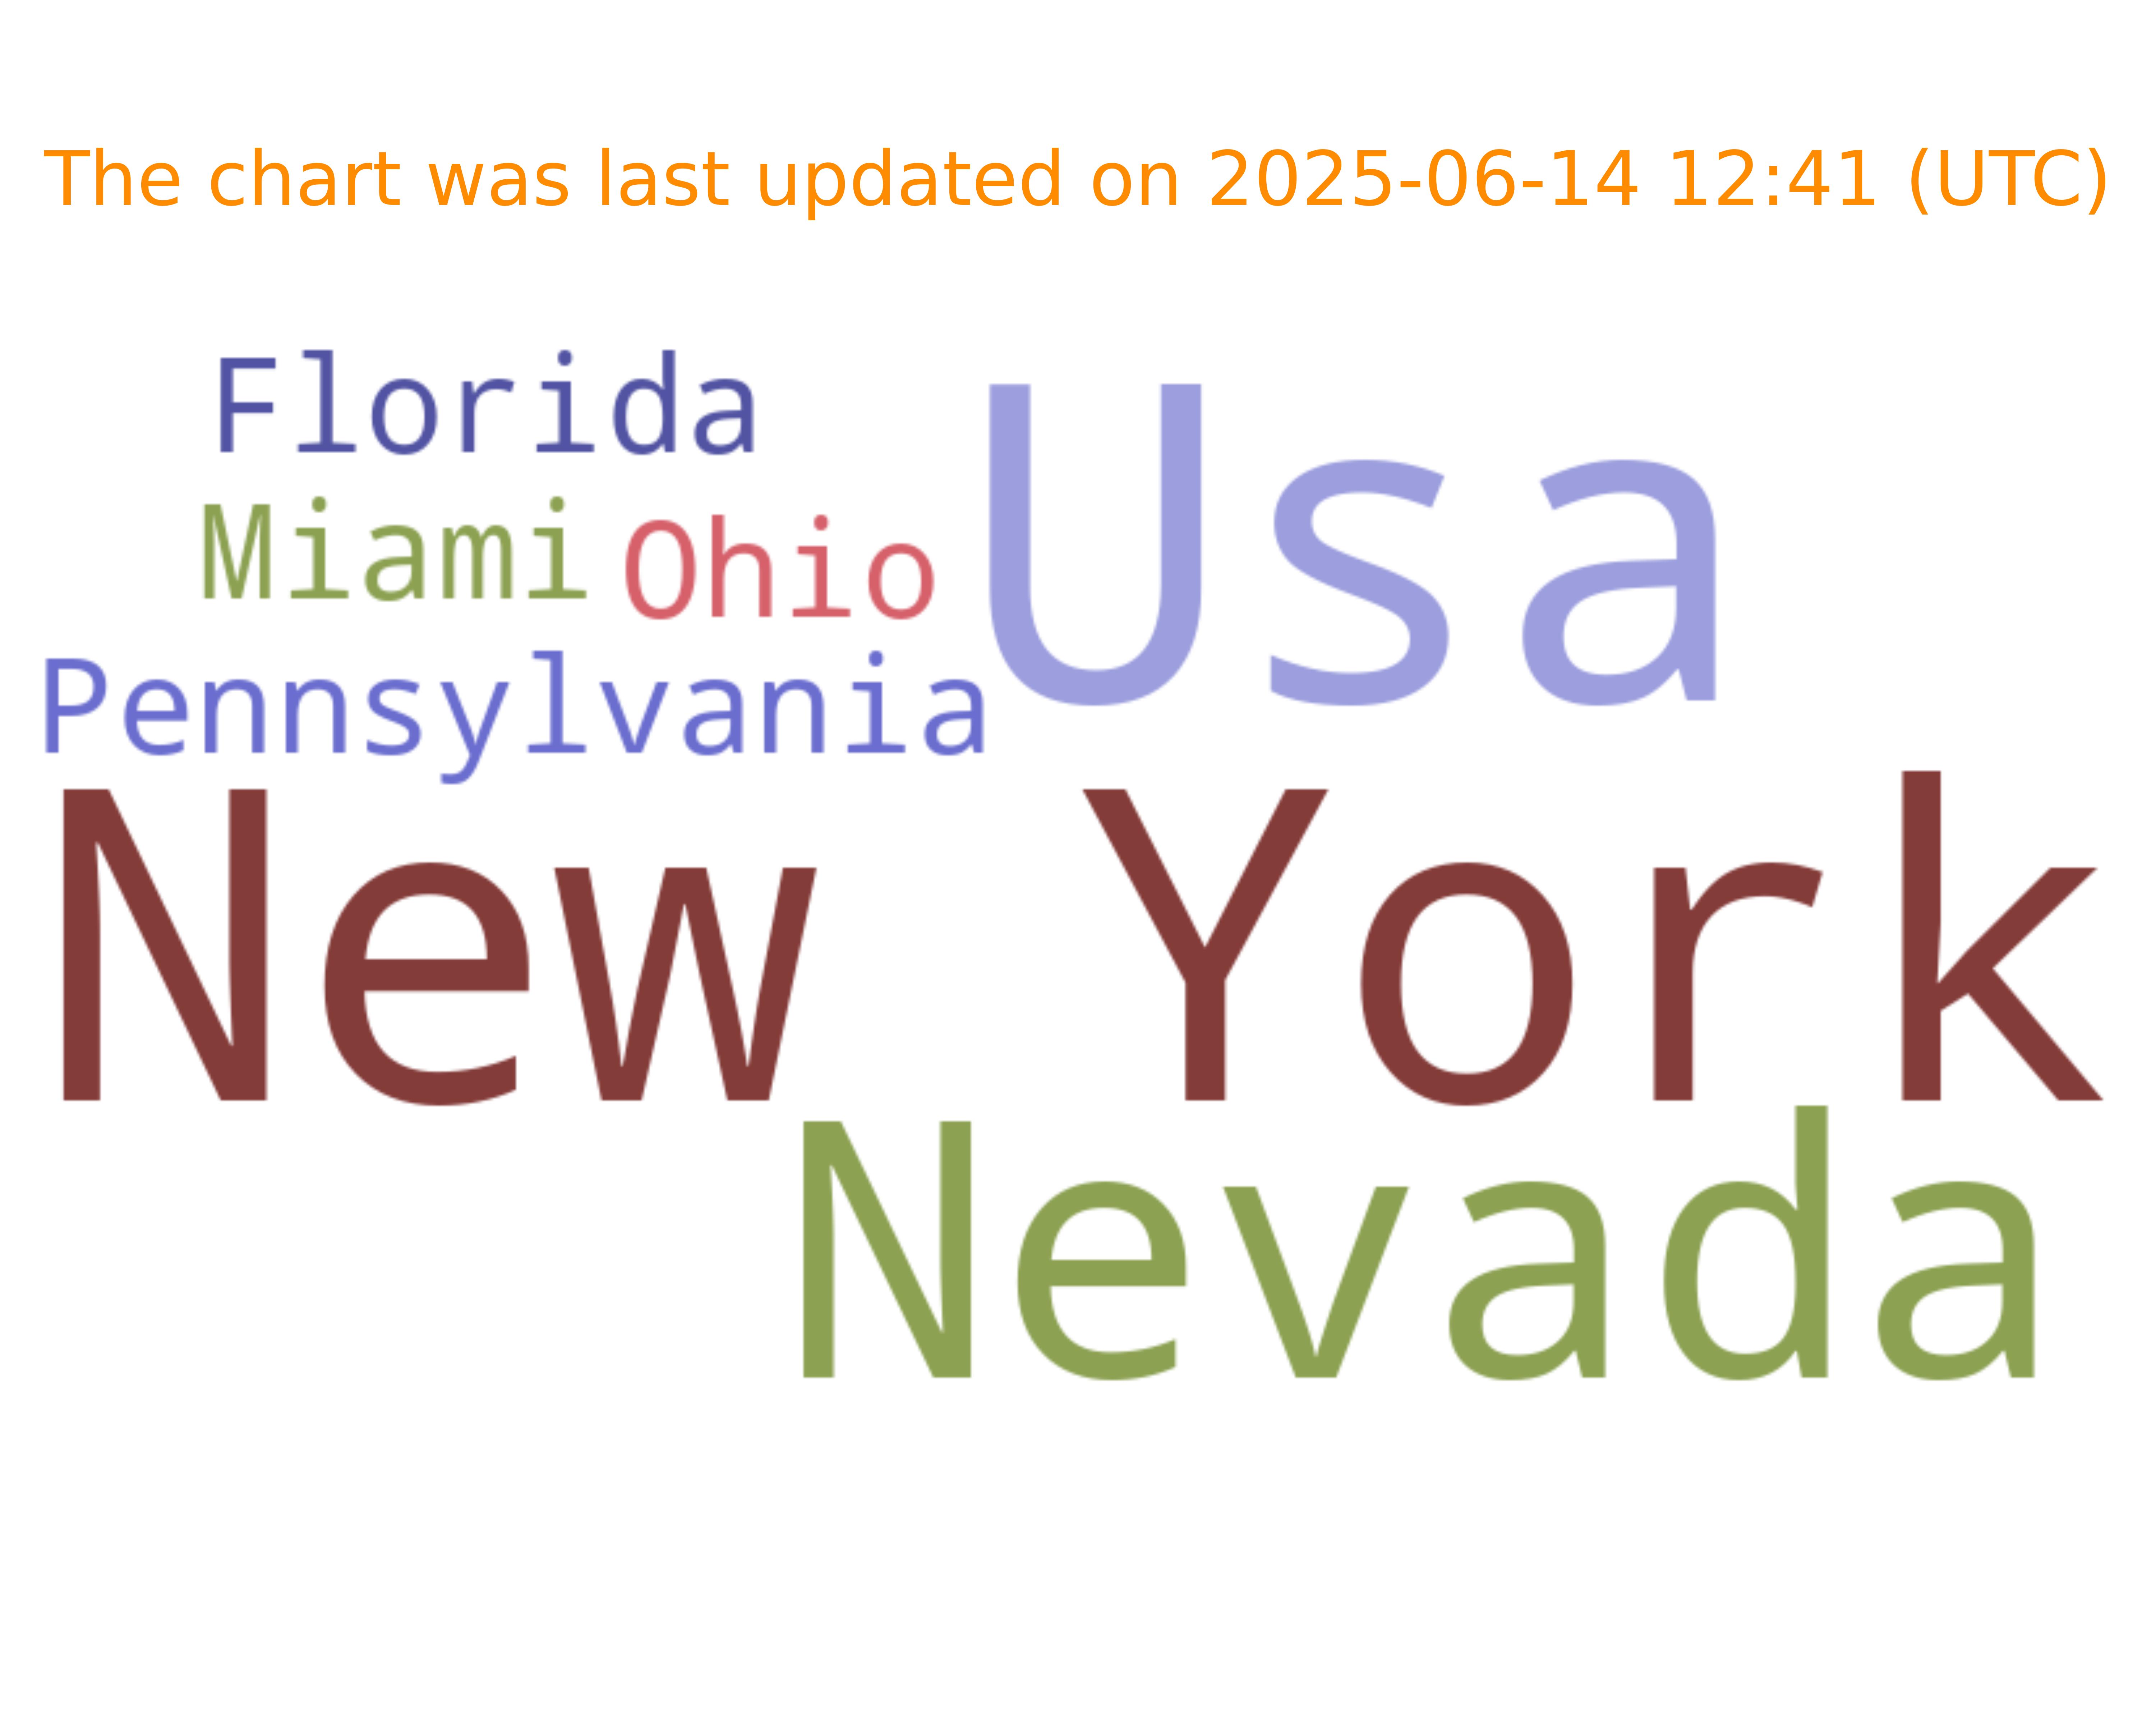 The chart was last updated on 2025-06-14 12:41 (UTC)
Florida
Usa
Miami
Ohio
Pennsylvania
New York
Nevada